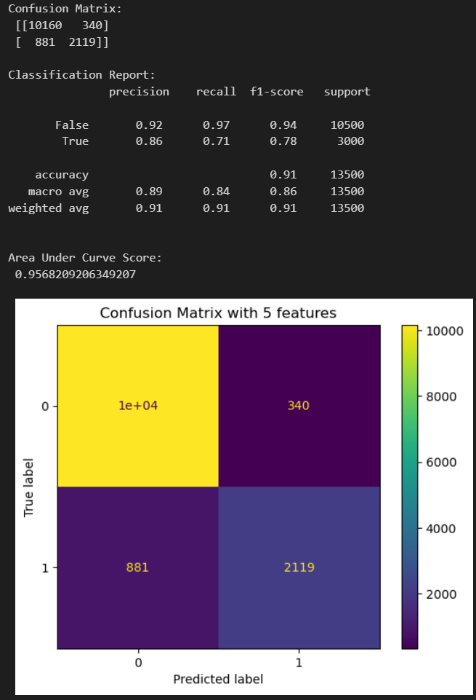 Confusion Matrix:
[[10160 340]
[ 881 2119]]
Classification Report:
precision recall f1-score support
False 0.92 0.97 0.94 10500
True 0.86 0.71 0.78 3000
accuracy 0.91 13500
macro avg 0.89 0.84 0.86 13500
weighted avg 0.91 0.91 0.91 13500
Area Under Curve Score:
0.9568209206349207
Confusion Matrix with 5 features
10000
0 1e+04 340
8000
6000
True label
4000
1 881 2119
2000
0 1
Predicted label